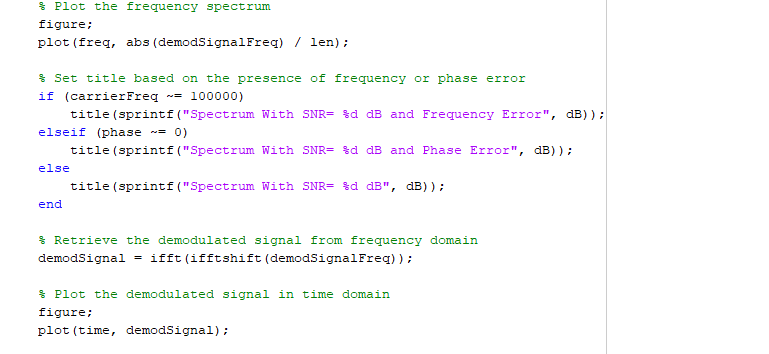 % Plot the frequency spectrum
figure;
plot(freq, abs(demodSignalFreq) / len);
% Set title based on the presence of frequency or phase error
if (carrierFreq ~= 100000)
title(sprintf("Spectrum With SNR= %d dB and Frequency Error", dB));
elseif (phase ~= 0)
title(sprintf("Spectrum With SNR= %d dB and Phase Error", dB));
else
title(sprintf("Spectrum With SNR= %d dB", dB));
end
% Retrieve the demodulated signal from frequency domain
demodSignal = ifft(ifftshift(demodSignalFreq));
% Plot the demodulated signal in time domain
figure;
plot(time, demodSignal);